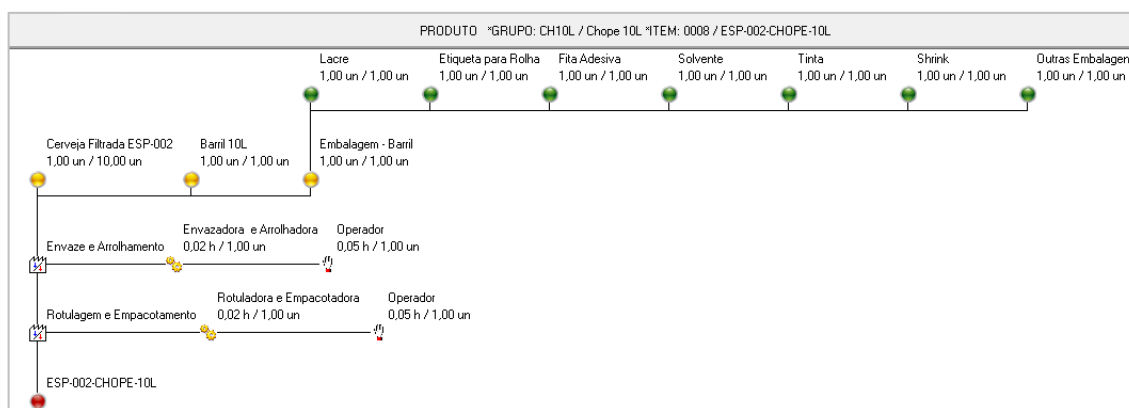 PRODUTO *GRUPO: CH10L / Chope 10L *ITEM: 0008 / ESP-002-CHOPE-10L
Lacre
1,00 un / 1,00 un
Etiqueta para Rolha
1,00 un / 1,00 un
Fita Adesiva
1,00 un / 1,00 un
Solvente
1,00 un / 1,00 un
Tinta
1,00 un / 1,00 un
Shrink
1,00 un / 1,00 un
Outras Embalagen
1,00 un / 1,00 un
Cerveja Filtrada ESP-002
1,00 un / 10,00 un
Barril 10L
1,00 un / 1,00 un
Embalagem - Barril
1,00 un / 1,00 un
Envaze e Arrolhamento
Envazadora e Arrolhadora
0,02 h / 1,00 un
Operador
0,05 h / 1,00 un
Rotulagem e Empacotamento
Rotuladora e Empacotadora
0,02 h / 1,00 un
Operador
0,05 h / 1,00 un
ESP-002-CHOPE-10L